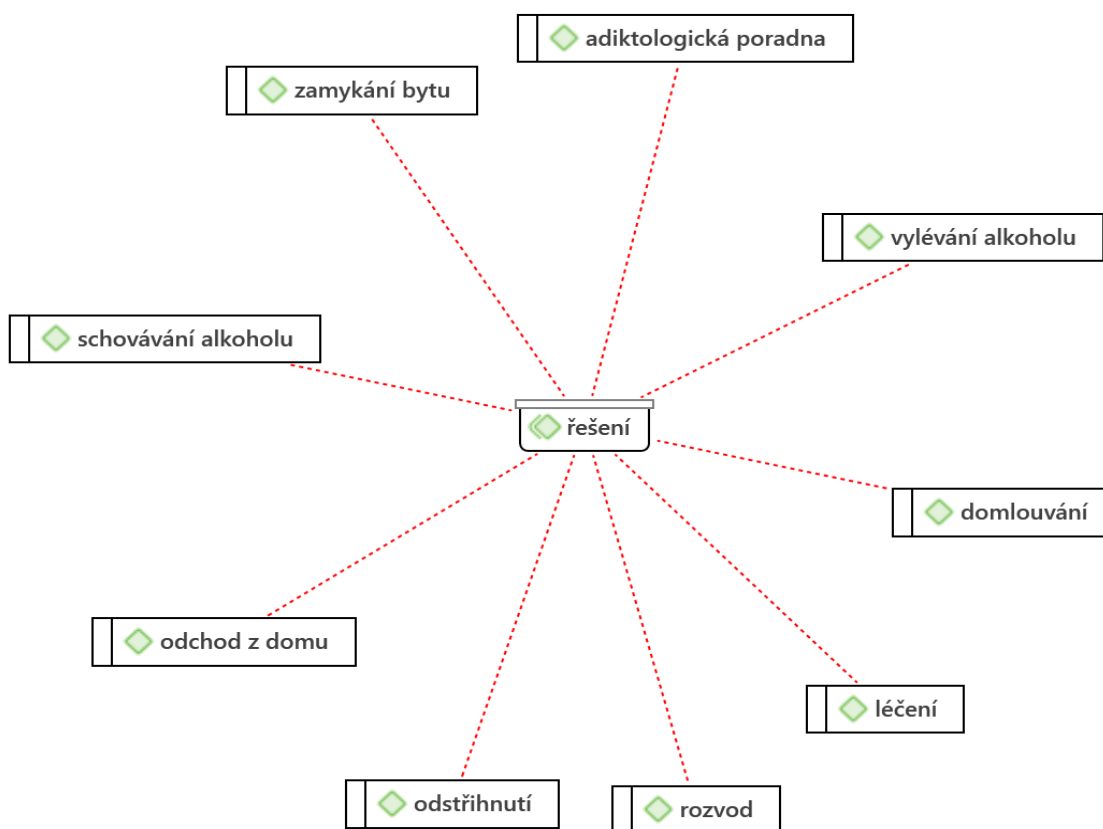 adiktologická poradna
zamykání bytu
vylévání alkoholu
schovávání alkoholu
řešení
domlouvání
odchod z domu
léčení
odstřihnutí
rozvod